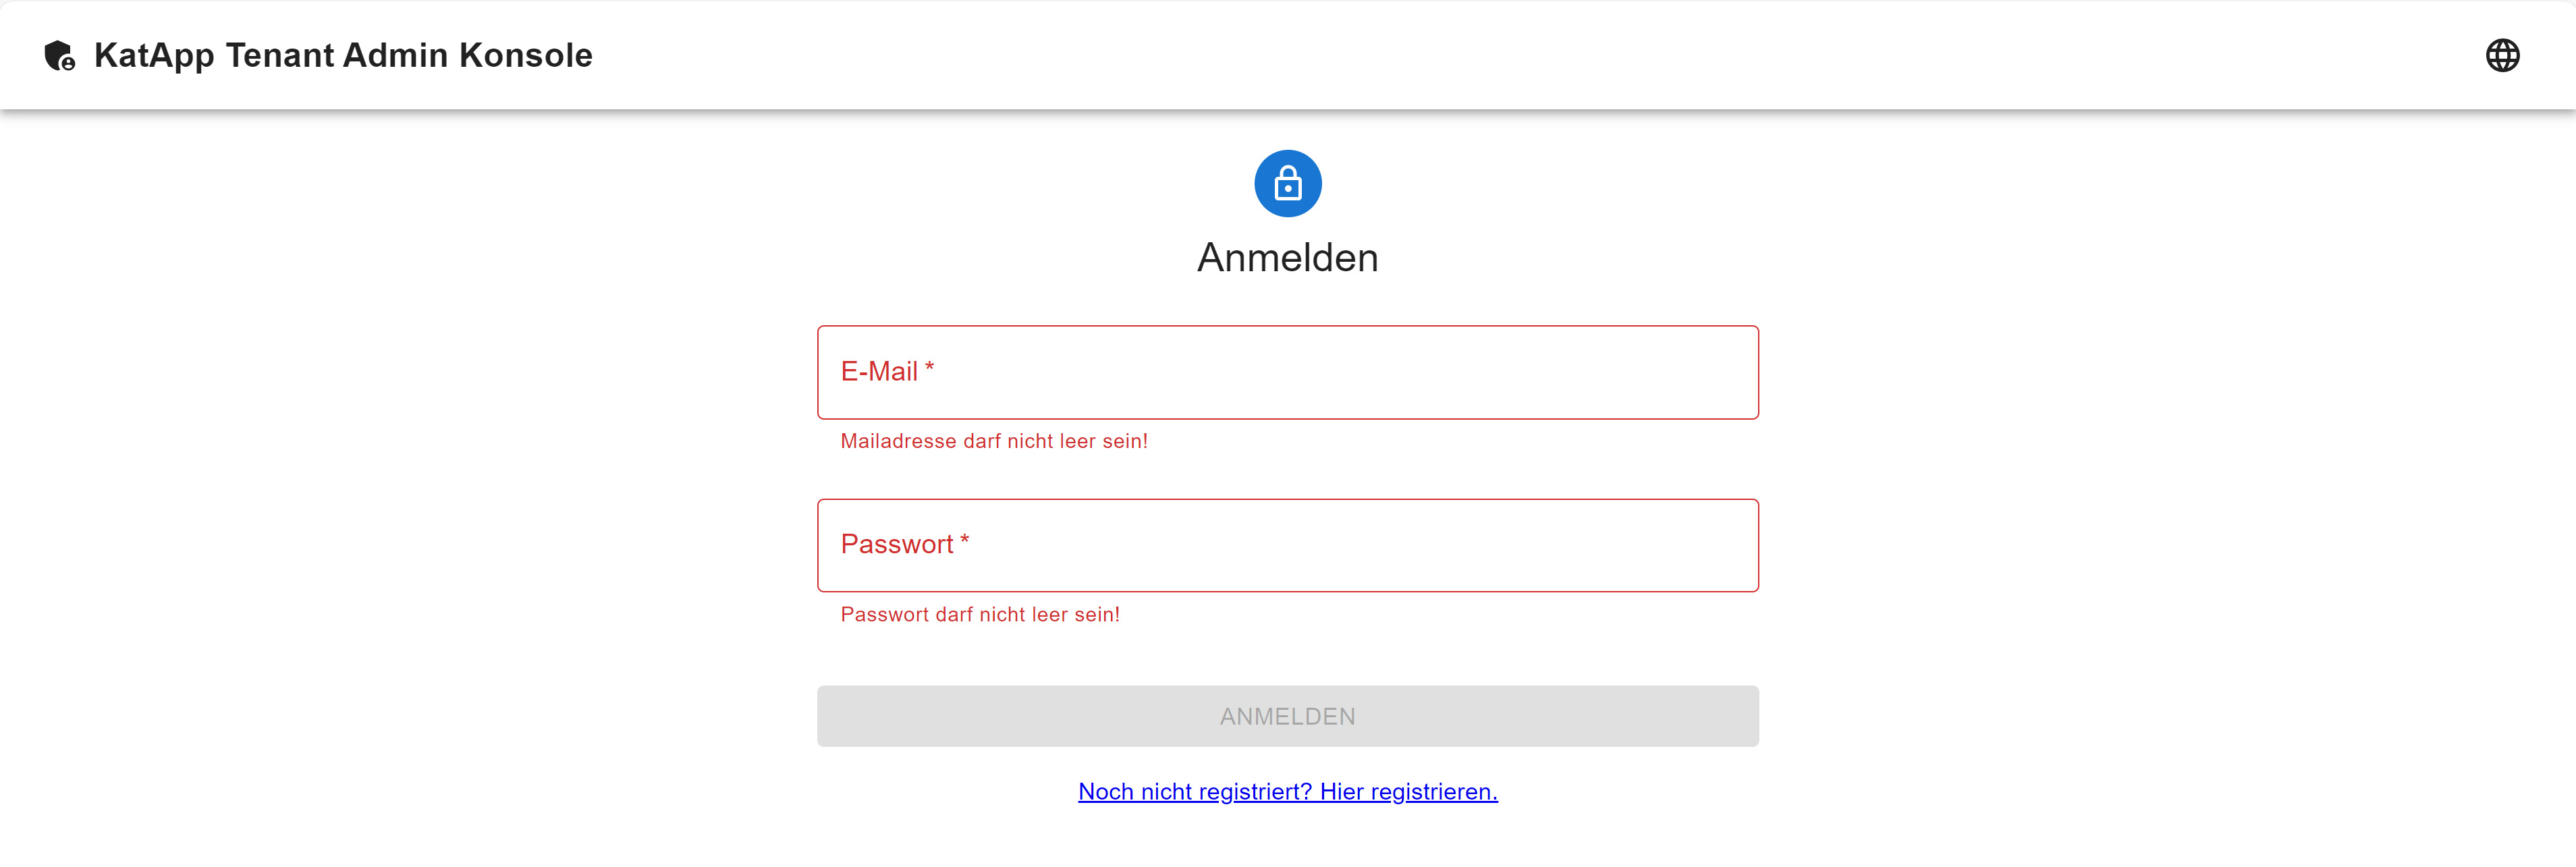 KatApp Tenant Admin Konsole
Anmelden
E-Mail *
Mailadresse darf nicht leer sein!
Passwort *
Passwort darf nicht leer sein!
ANMELDEN
Noch nicht registriert? Hier registrieren.